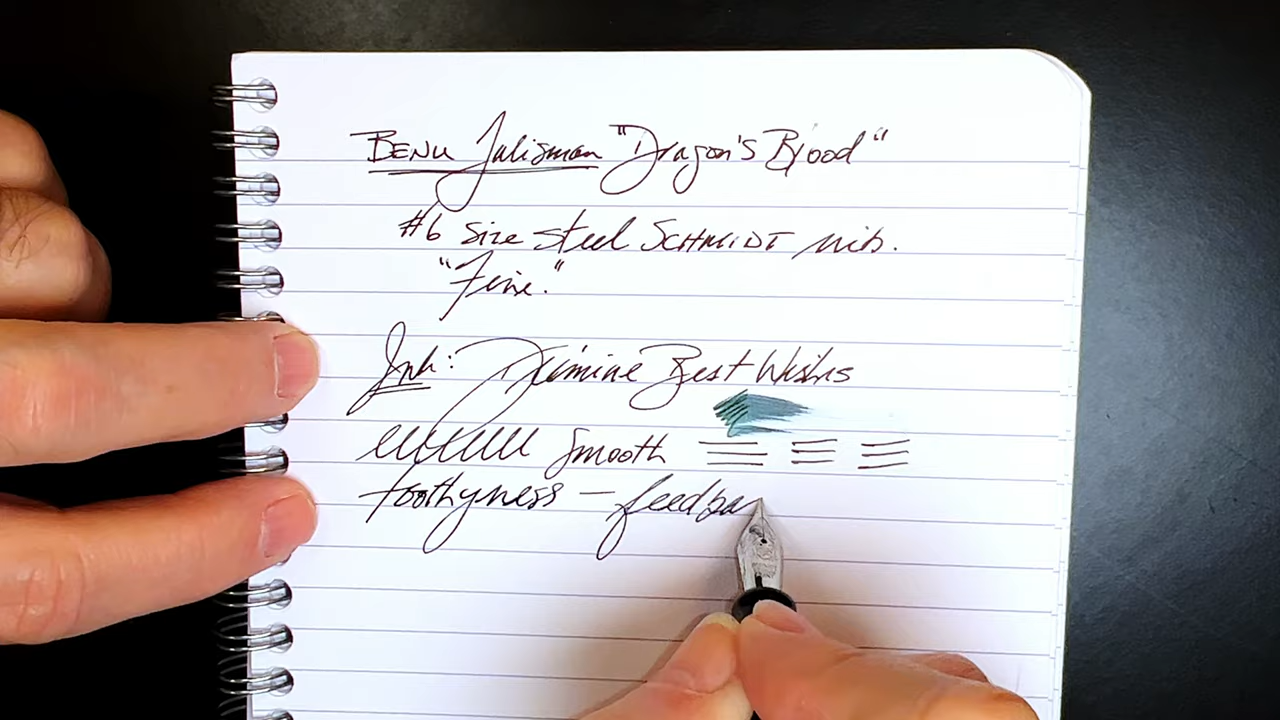 BENU Talisman "Dragon's Blood"
#6 size steel SCHMIDT nib.
"Fine."
Ink: Diamine Best Wishes
Smooth
toothyness - feedba